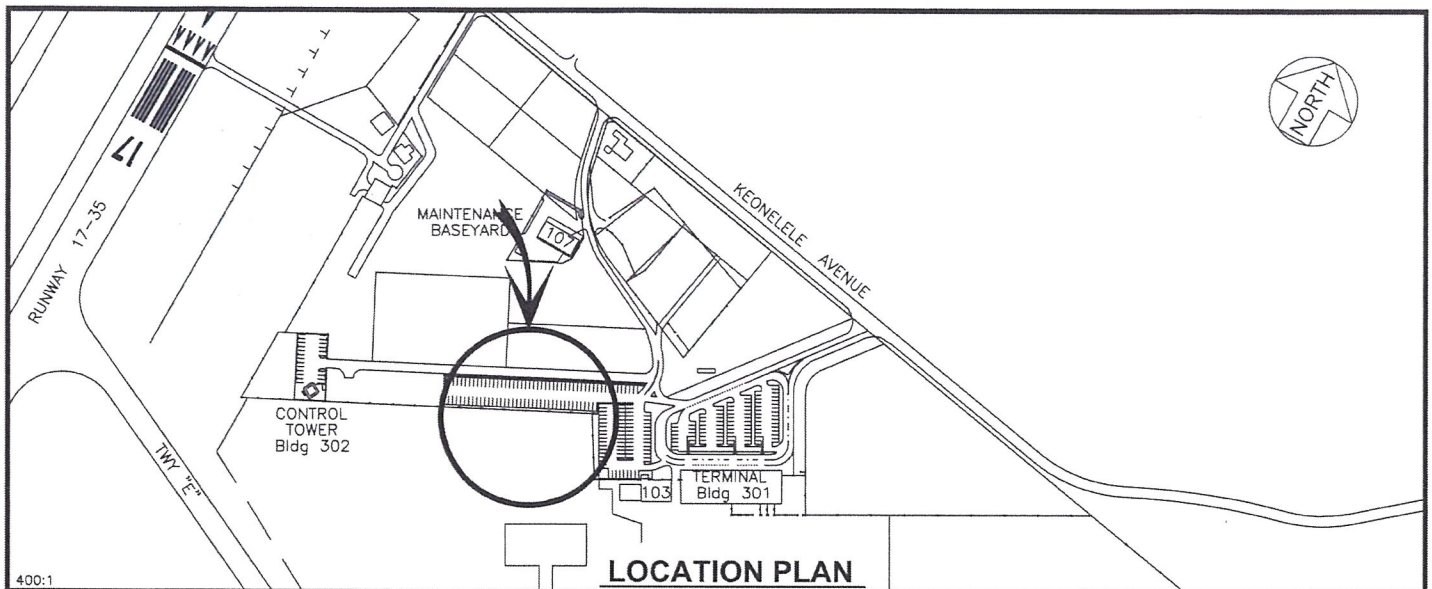 NORTH
17
RUNWAY 17-35
KEONELELE AVENUE
MAINTENANCE
BASEYARD
107
CONTROL
TOWER
Bldg 302
TWY "E"
103
TERMINAL
Bldg 301
LOCATION PLAN
400:1